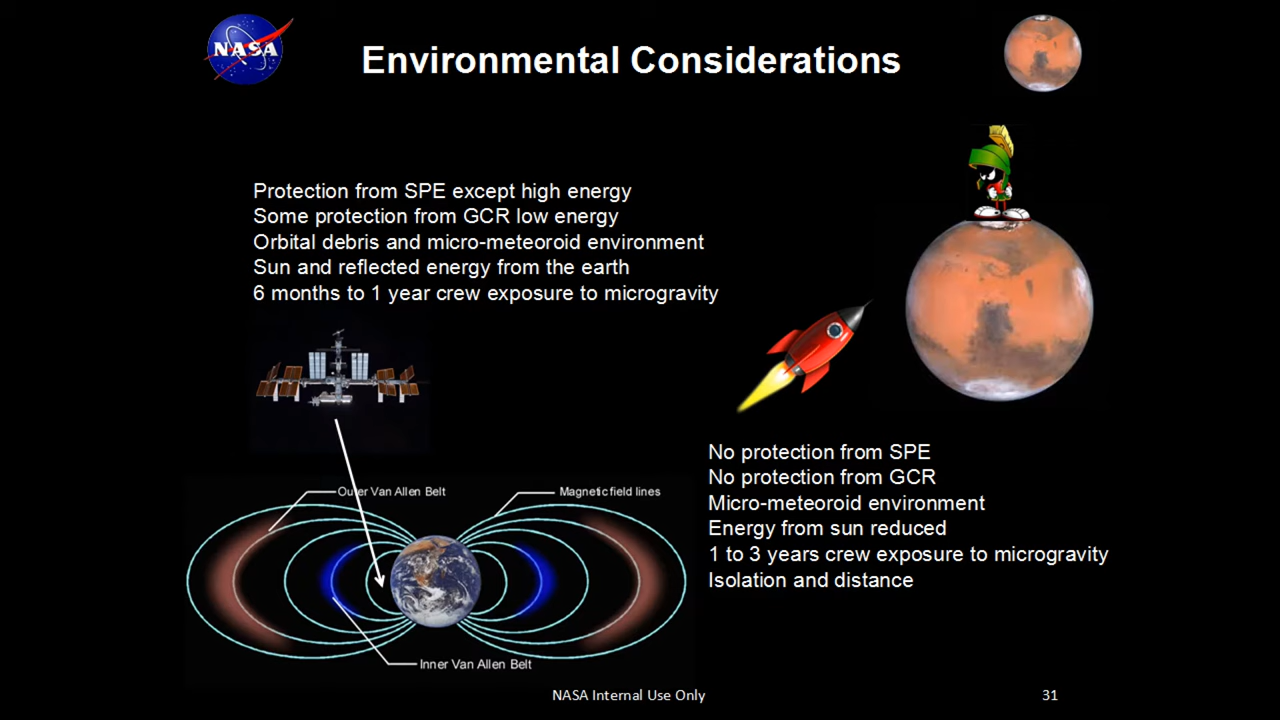 NASA
Environmental Considerations
Protection from SPE except high energy
Some protection from GCR low energy
Orbital debris and micro-meteoroid environment
Sun and reflected energy from the earth
6 months to 1 year crew exposure to microgravity
No protection from SPE
No protection from GCR
Micro-meteoroid environment
Energy from sun reduced
1 to 3 years crew exposure to microgravity
Isolation and distance
Outer Van Allen Belt
Magnetic field lines
Inner Van Allen Belt
NASA Internal Use Only
31